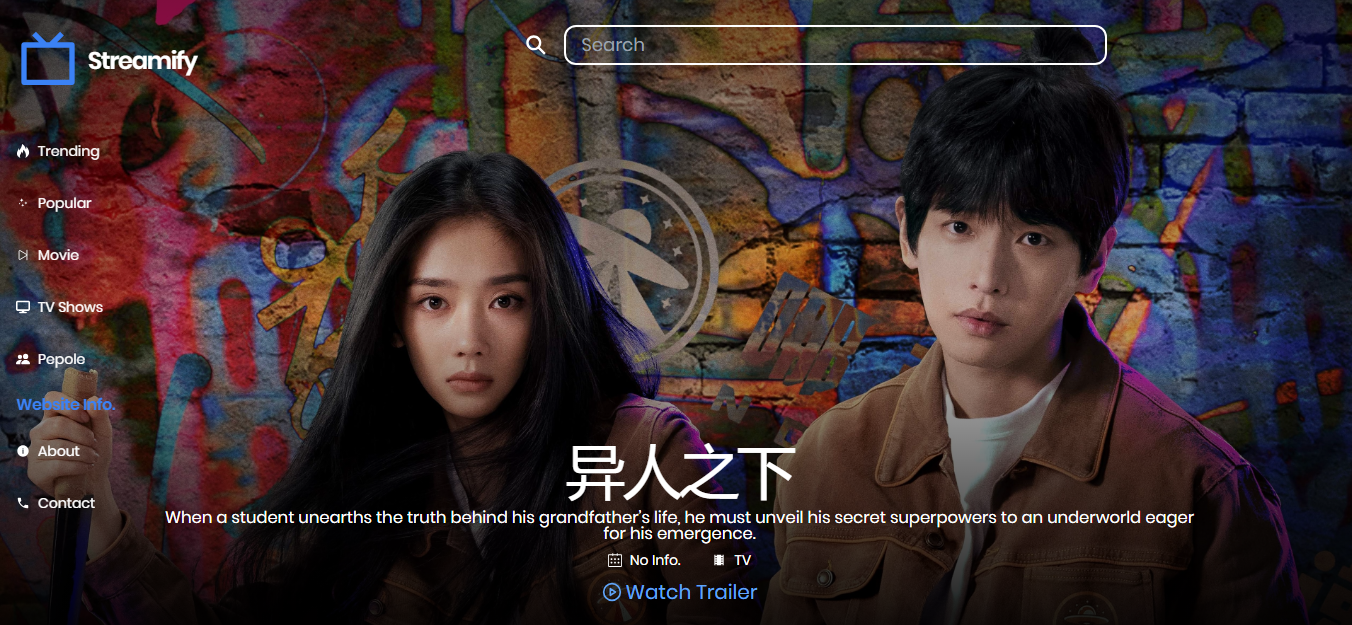 Streamify
Search
Trending
Popular
Movie
TV Shows
Pepole
Website Info.
About
Contact
异人之下
When a student unearths the truth behind his grandfather's life, he must unveil his secret superpowers to an underworld eager
for his emergence.
No Info. TV
Watch Trailer